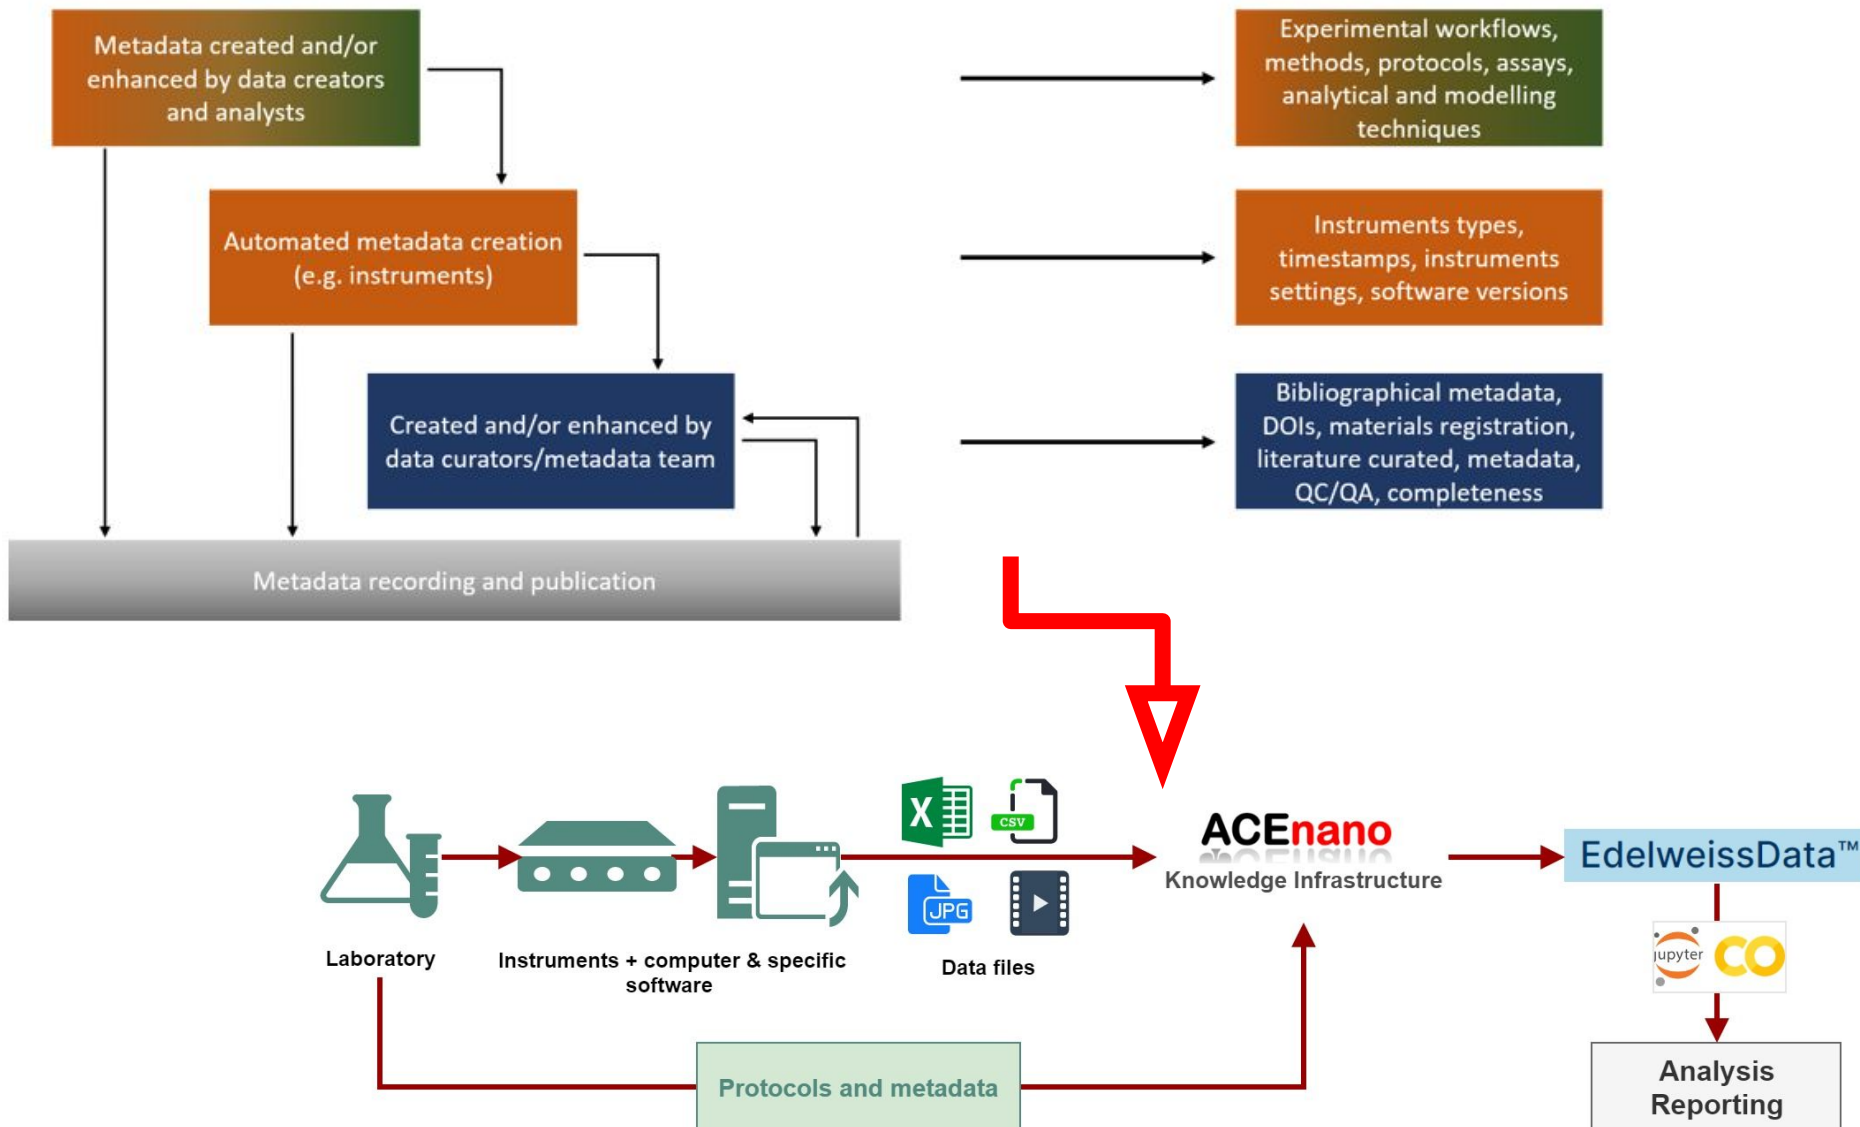 Metadata created and/or
enhanced by data creators
and analysts
Experimental workflows,
methods, protocols, assays,
analytical and modelling
techniques
Automated metadata creation
(e.g. instruments)
Instruments types,
timestamps, instruments
settings, software versions
Created and/or enhanced by
data curators/metadata team
Bibliographical metadata,
DOIs, materials registration,
literature curated, metadata,
QC/QA, completeness
Metadata recording and publication
X
CSV
JPG
ACEnano
Knowledge Infrastructure
EdelweissData™
Laboratory
Instruments + computer & specific
software
Data files
jupyter
CO
Protocols and metadata
Analysis
Reporting